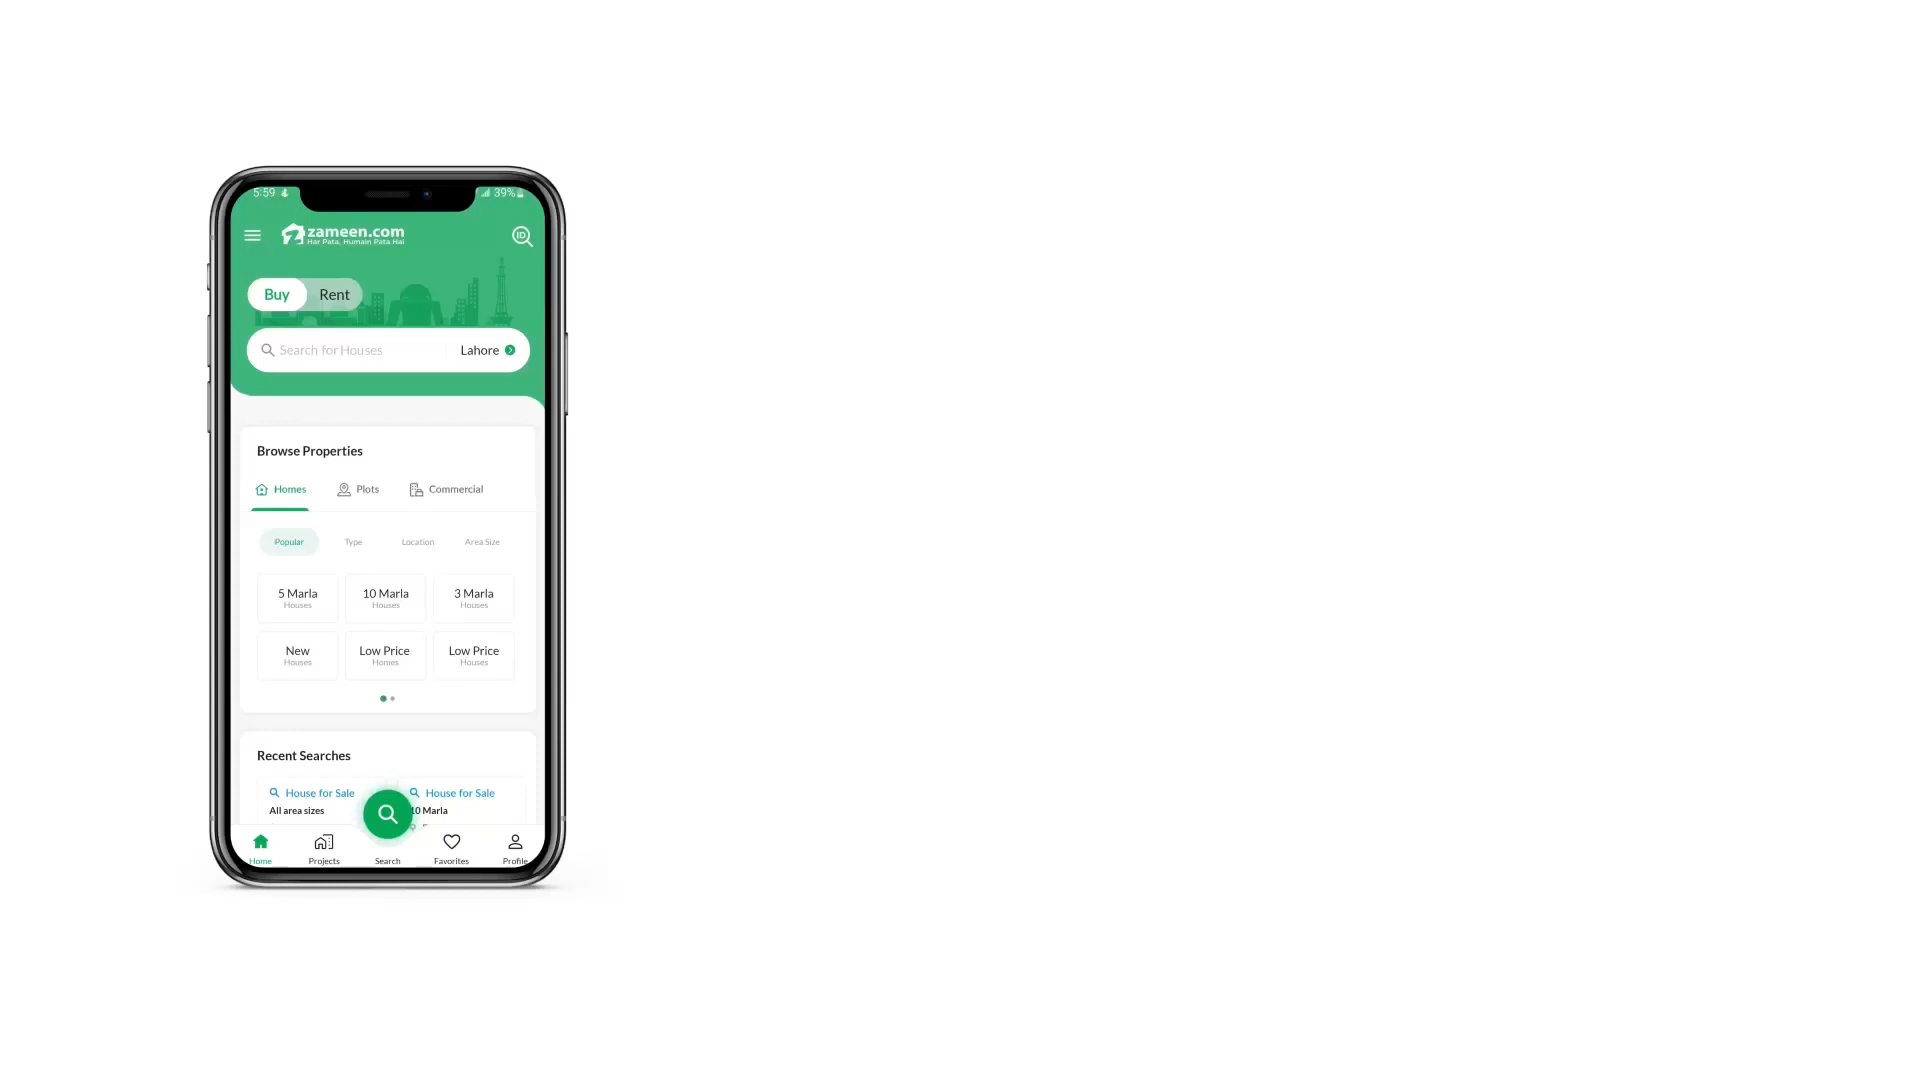 5:59
39%
zameen.com
Har Pata, Humain Pata Hai
ID
Buy Rent
Search for Houses Lahore
Browse Properties
Homes Plots Commercial
Popular Type Location Area Size
5 Marla 10 Marla 3 Marla
Houses Houses Houses
New Low Price Low Price
Houses Homes Houses
Recent Searches
House for Sale House for Sale
All area sizes 10 Marla
Home Projects Search Favorites Profile